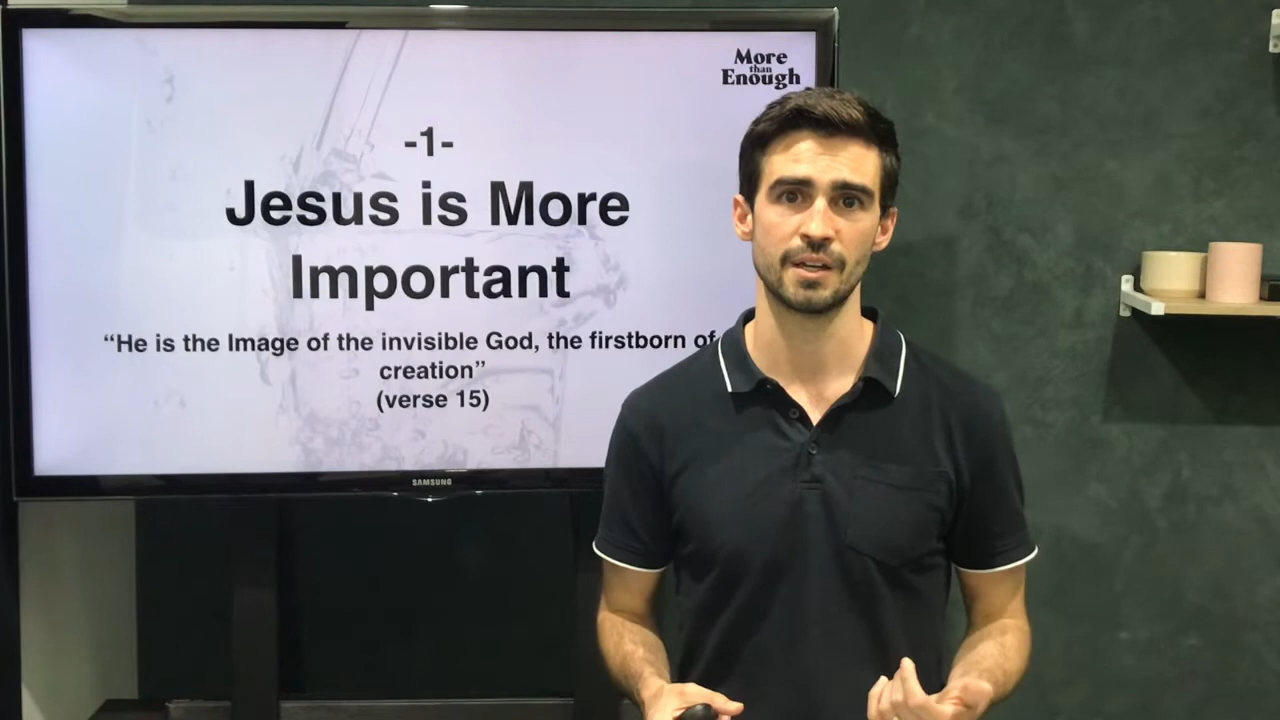 More
than
Enough
-1-
Jesus is More
Important
“He is the Image of the invisible God, the firstborn of
creation”
(verse 15)
SAMSUNG